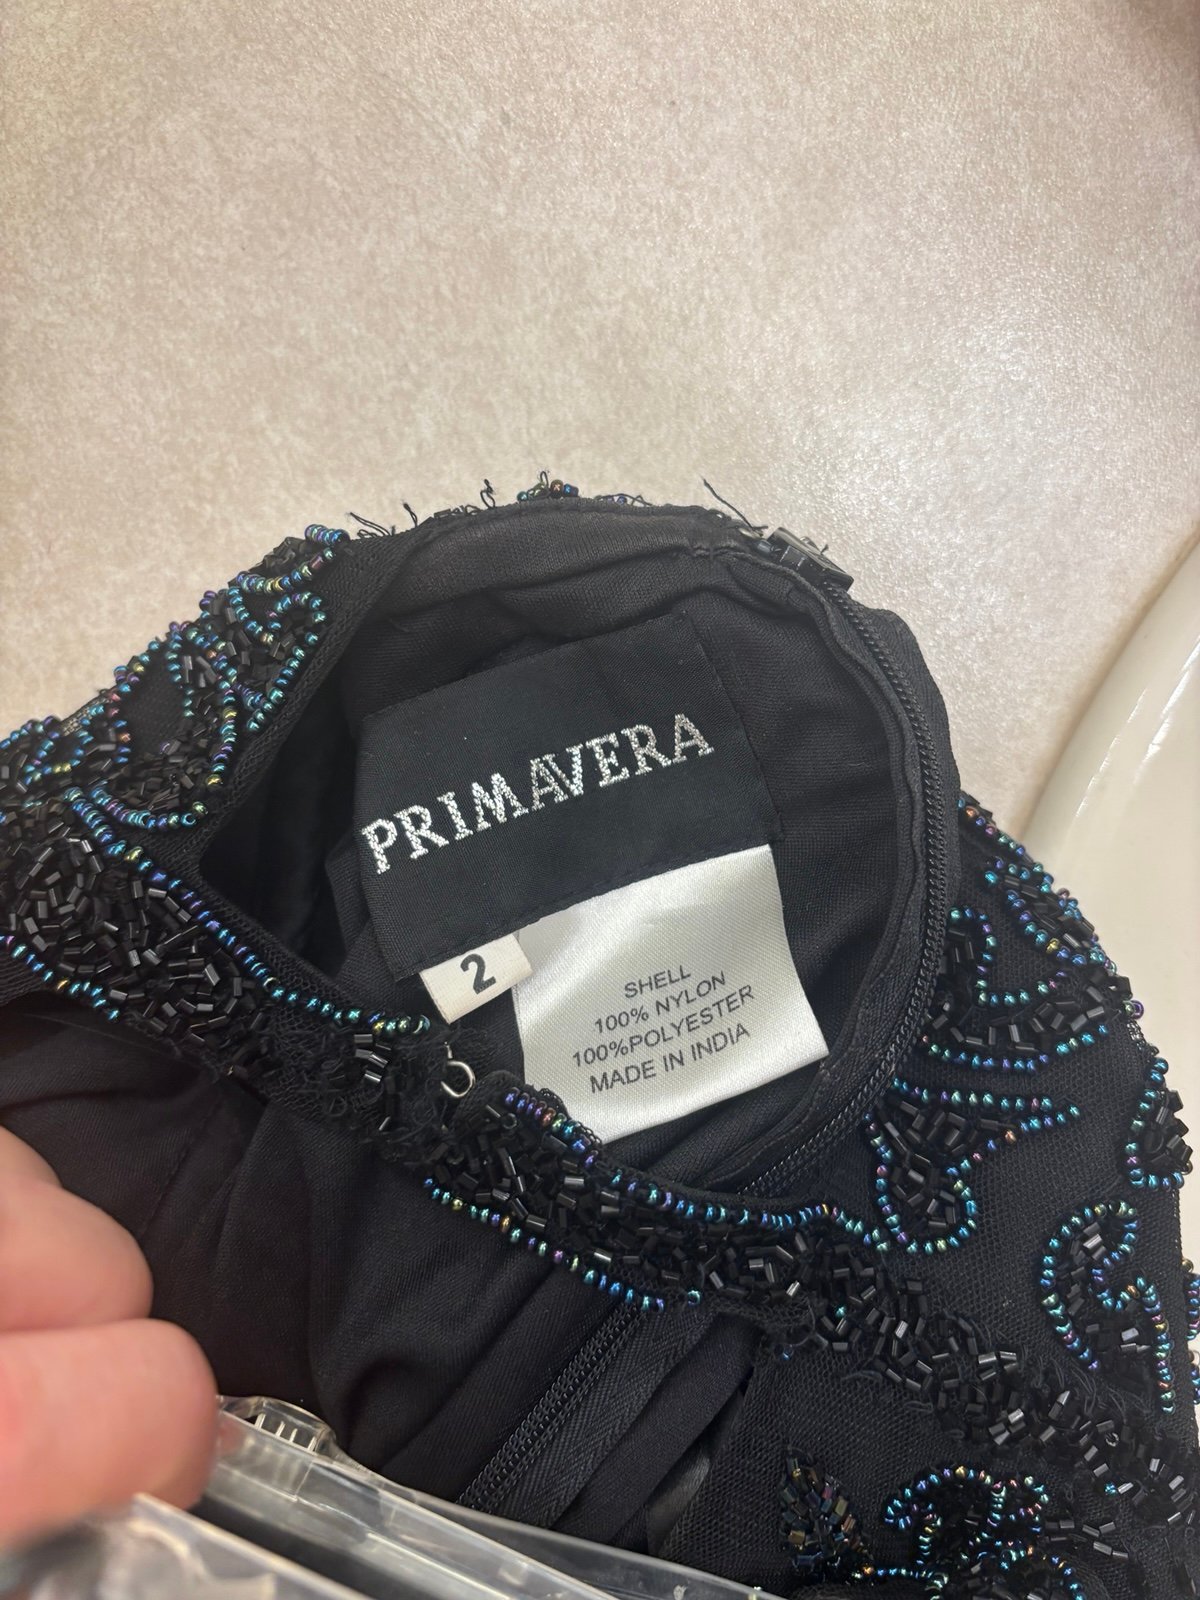 PRIMAVERA
2
SHELL
100% NYLON
100%POLYESTER
MADE IN INDIA